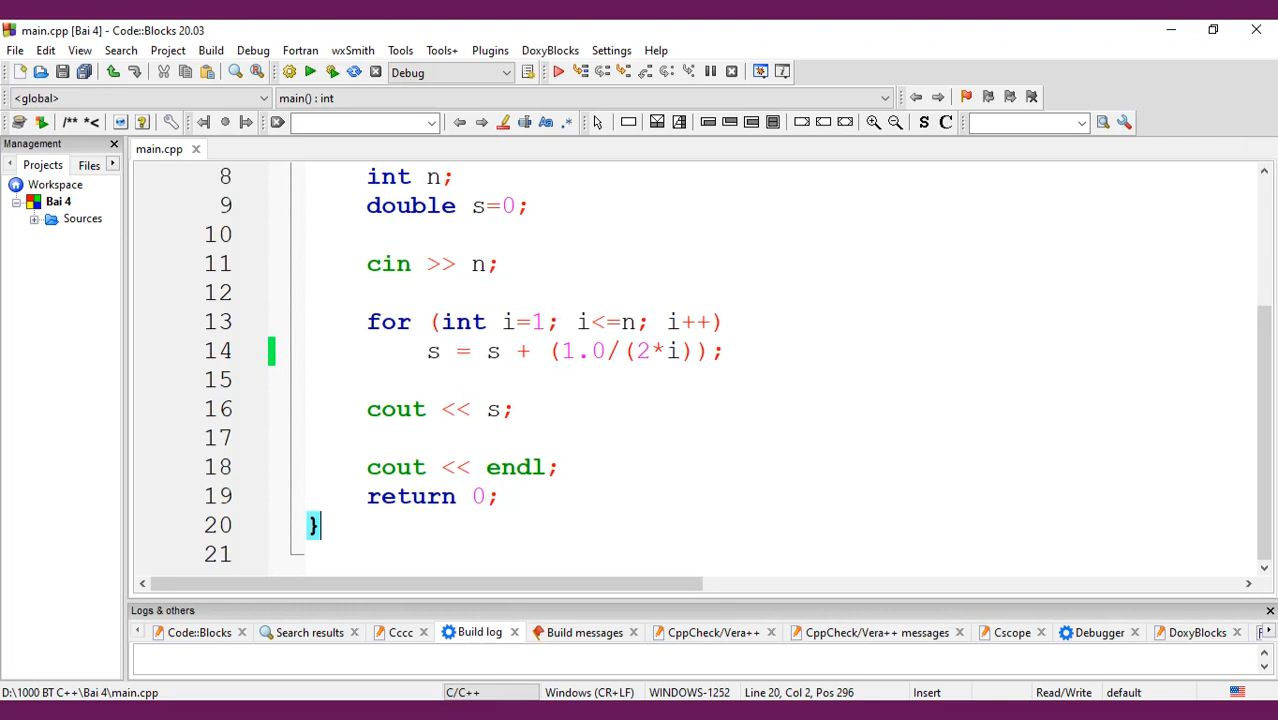 main.cpp [Bai 4] - Code::Blocks 20.03
File Edit View Search Project Build Debug Fortran wxSmith Tools Tools+ Plugins DoxyBlocks Settings Help
Debug
<global> main() : int
/** *< Aa .* S C
Management
main.cpp
Projects Files
Workspace
Bai 4
Sources
8 int n;
9 double s=0;
10
11 cin >> n;
12
13 for (int i=1; i<=n; i++)
14 s = s + (1.0/(2*i));
15
16 cout << s;
17
18 cout << endl;
19 return 0;
20 }
21
Logs & others
Code::Blocks Search results Cccc Build log Build messages CppCheck/Vera++ CppCheck/Vera++ messages Cscope Debugger DoxyBlocks
D:\1000 BT C++\Bai 4\main.cpp C/C++ Windows (CR+LF) WINDOWS-1252 Line 20, Col 2, Pos 296 Insert Read/Write default